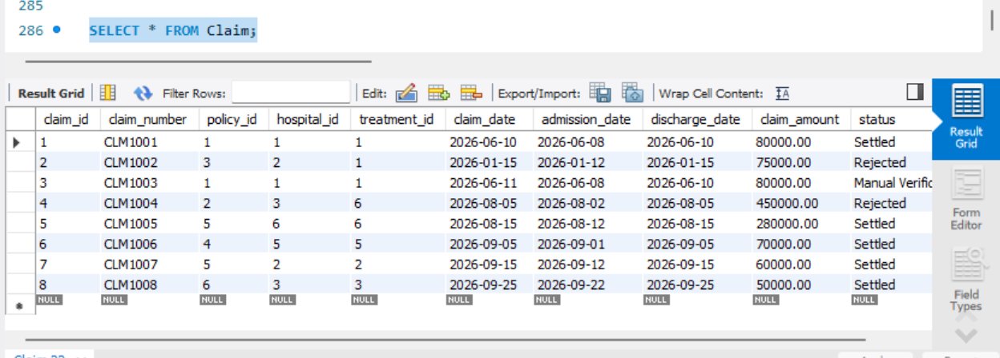 285
286 SELECT * FROM Claim;
Result Grid Filter Rows: Edit: Export/Import: Wrap Cell Content:
claim_id claim_number policy_id hospital_id treatment_id claim_date admission_date discharge_date claim_amount status
1 CLM1001 1 1 1 2026-06-10 2026-06-08 2026-06-10 80000.00 Settled
2 CLM1002 3 2 1 2026-01-15 2026-01-12 2026-01-15 75000.00 Rejected
3 CLM1003 1 1 1 2026-06-11 2026-06-08 2026-06-10 80000.00 Manual Verific
4 CLM1004 2 3 6 2026-08-05 2026-08-02 2026-08-05 450000.00 Rejected
5 CLM1005 5 6 6 2026-08-15 2026-08-12 2026-08-15 280000.00 Settled
6 CLM1006 4 5 5 2026-09-05 2026-09-01 2026-09-05 70000.00 Settled
7 CLM1007 5 2 2 2026-09-15 2026-09-12 2026-09-15 60000.00 Settled
8 CLM1008 6 3 3 2026-09-25 2026-09-22 2026-09-25 50000.00 Settled
NULL NULL NULL NULL NULL NULL NULL NULL NULL NULL
Result
Grid
Form
Editor
Field
Types